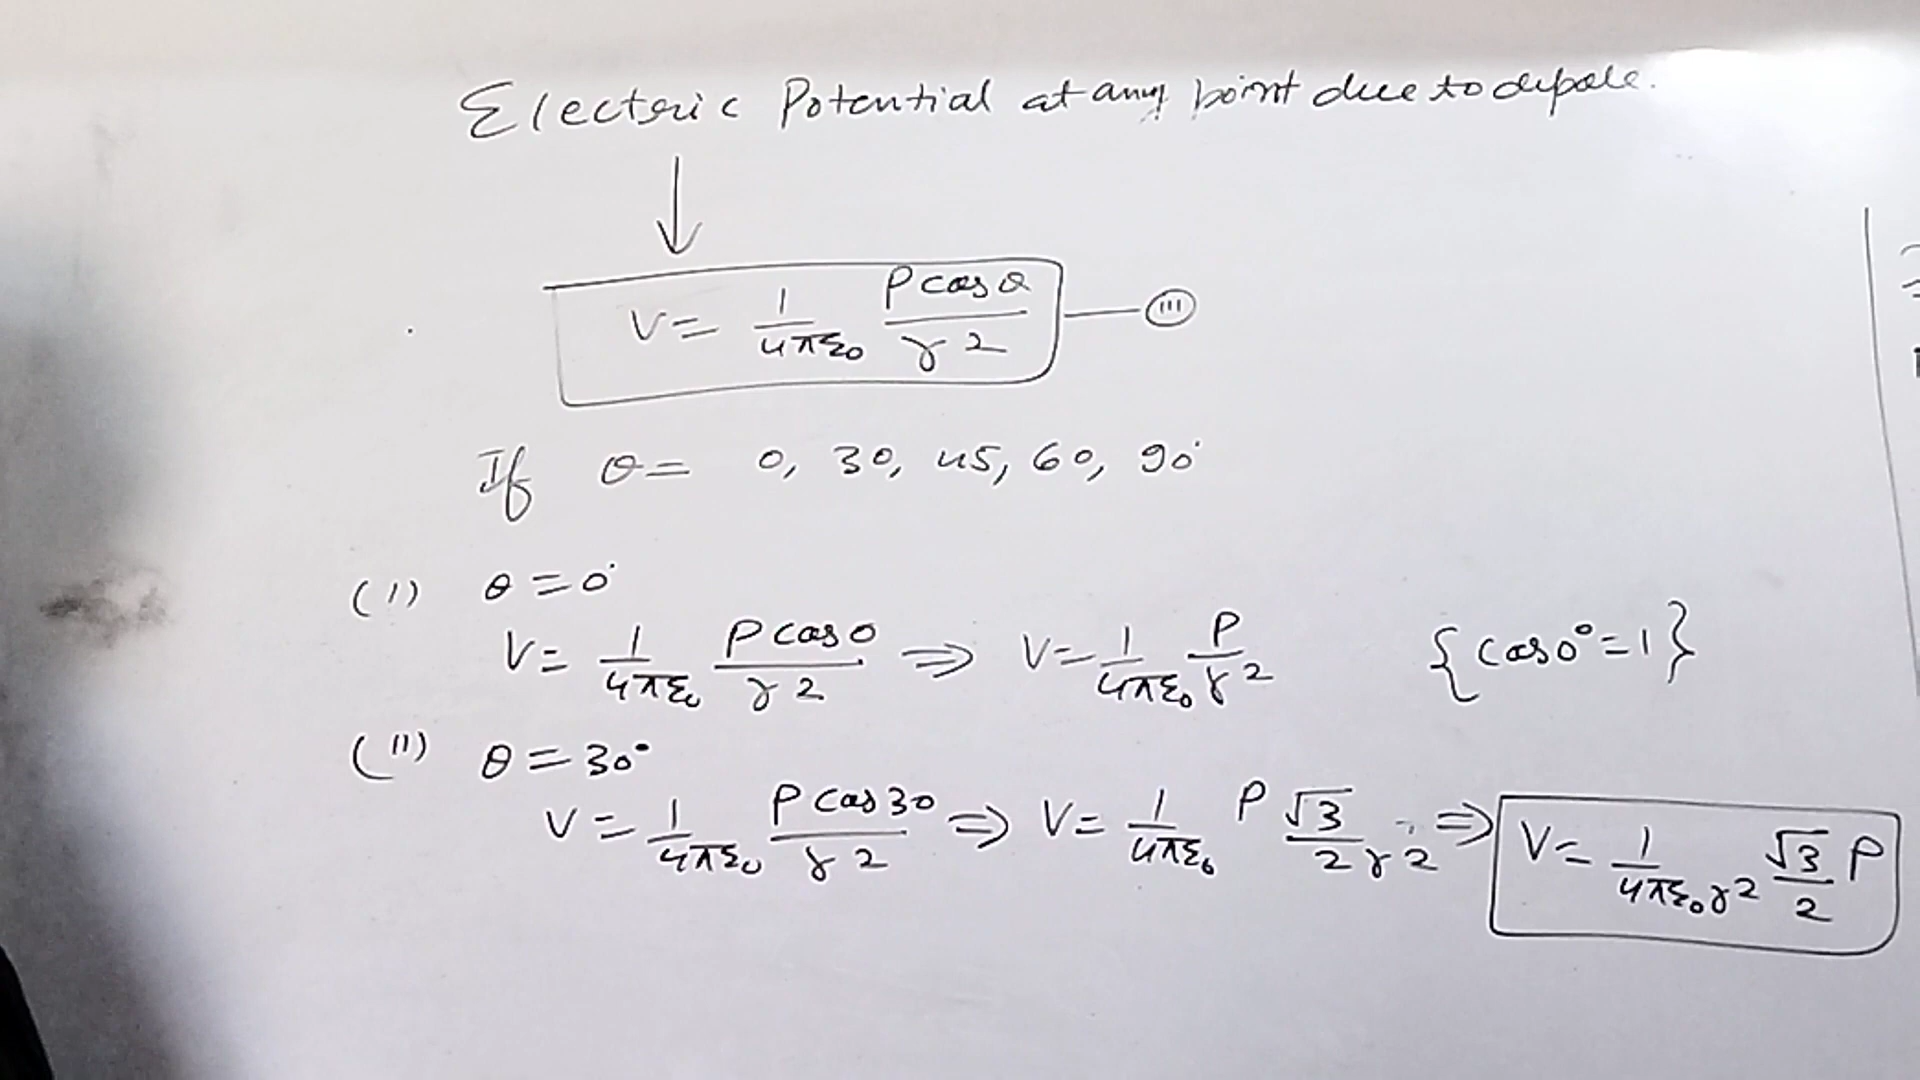 Electric Potential at any point due to dipole.
↓
V = 1/4πε0 Pcosθ/r2 — (III)
If θ = 0, 30, 45, 60, 90°
(I) θ = 0°
V = 1/4πε0 Pcos0/r2 ⇒ V = 1/4πε0 P/r2 {cos0° = 1}
(II) θ = 30°
V = 1/4πε0 Pcos30/r2 ⇒ V = 1/4πε0 P √3/2r2 ⇒ V = 1/4πε0r2 √3/2 P